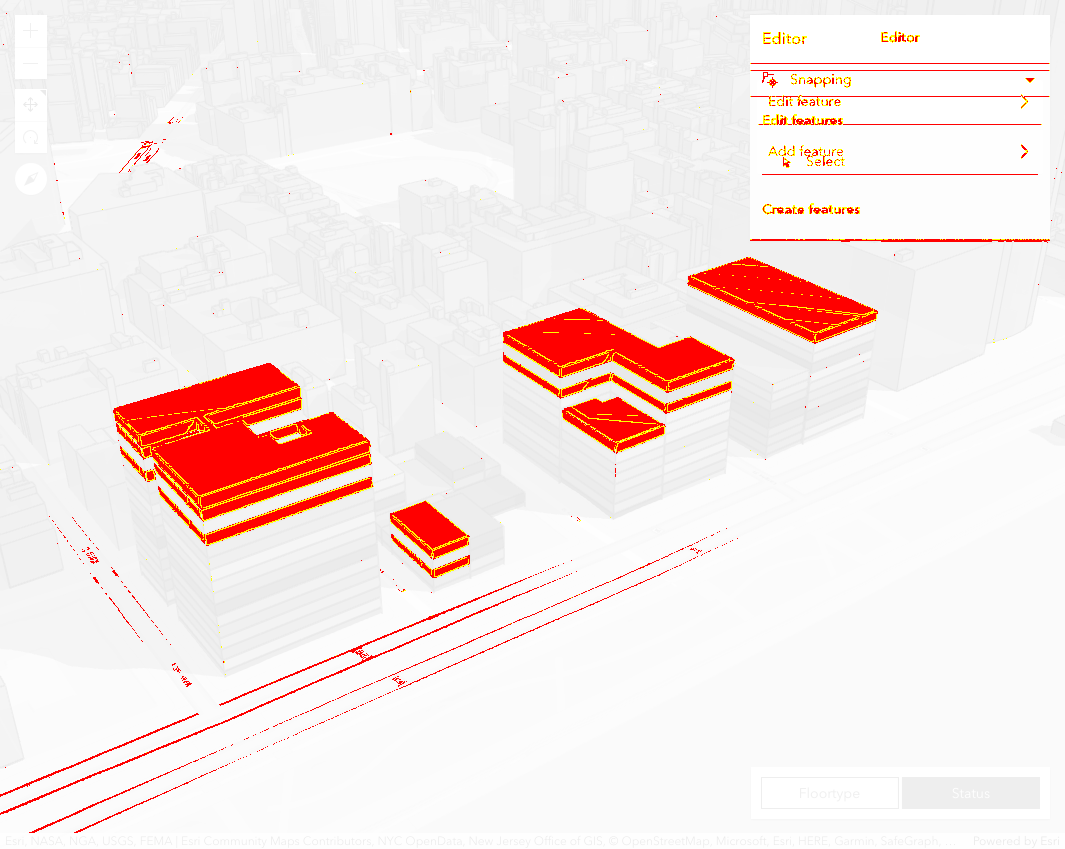 Editor
Editor
Snapping
Edit feature
Edit features
Add feature
Select
Create features
Floortype
Status
Esri, NASA, NGA, USGS, FEMA | Esri Community Maps Contributors, NYC OpenData, New Jersey Office of GIS, © OpenStreetMap, Microsoft, Esri, HERE, Garmin, SafeGraph, ... Powered by Esri